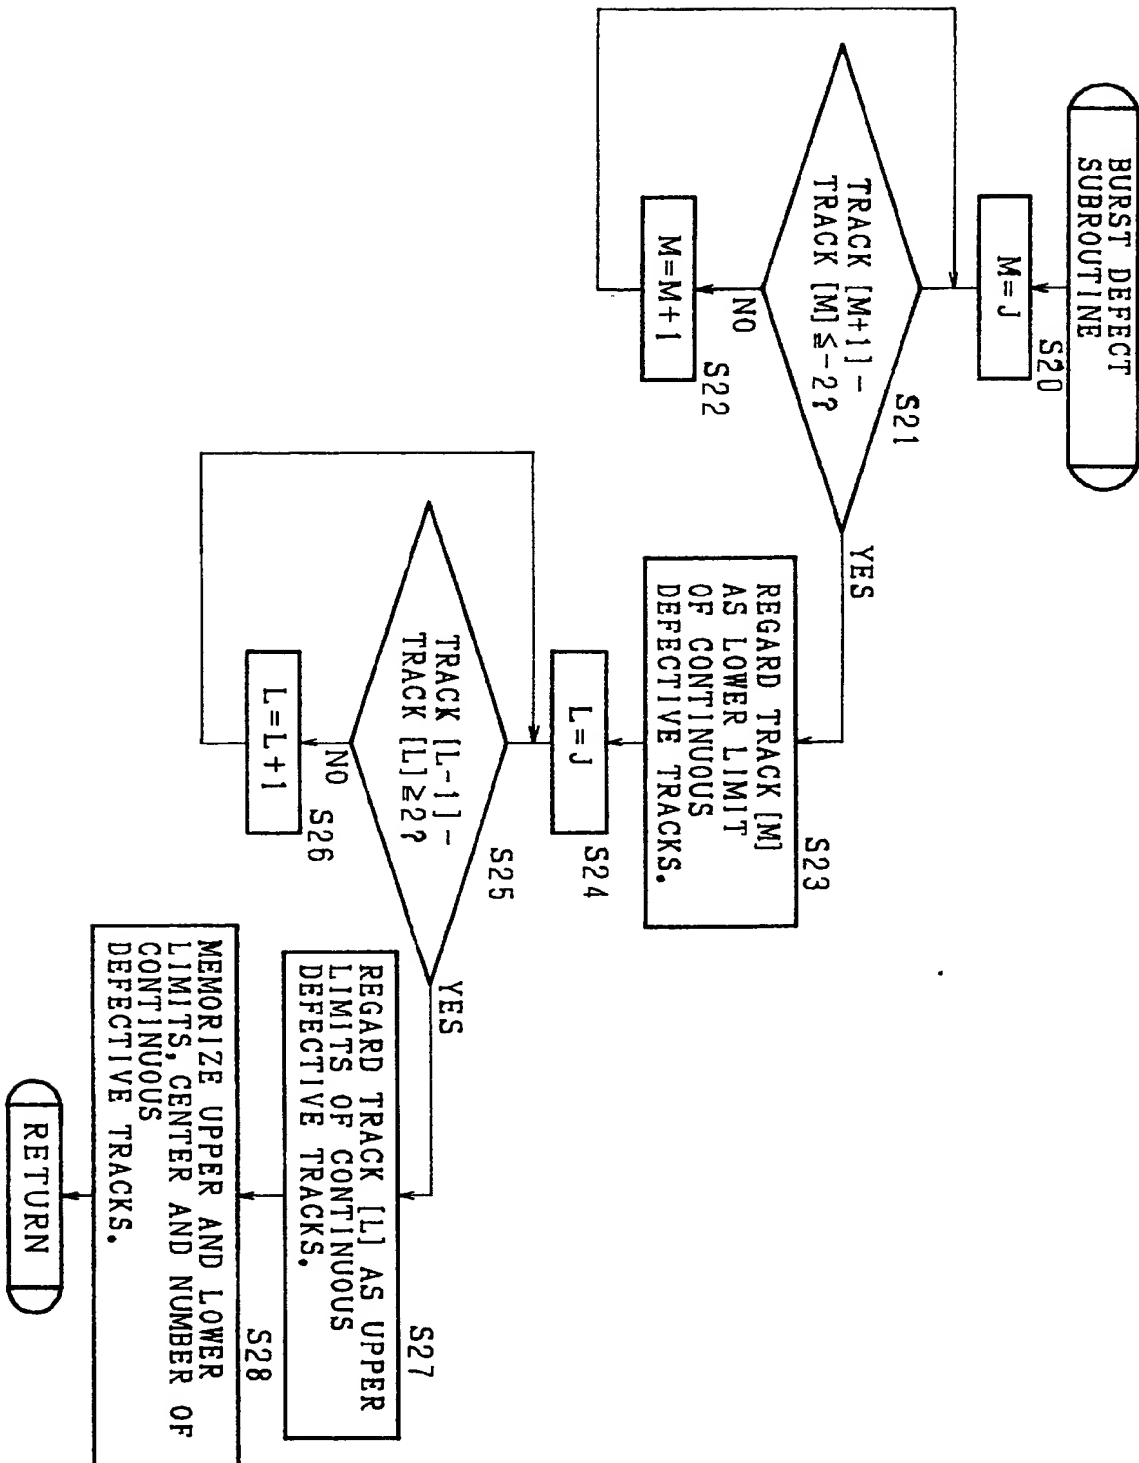 BURST DEFECT
SUBROUTINE
S20
M=J
S21
TRACK [M+1]-
TRACK [M]≦-2?
YES
NO
S22
M=M+1
S23
REGARD TRACK [M]
AS LOWER LIMIT
OF CONTINUOUS
DEFECTIVE TRACKS.
S24
L=J
S25
TRACK [L-1]-
TRACK [L]≧2?
YES
NO
S26
L=L+1
S27
REGARD TRACK [L] AS UPPER
LIMITS OF CONTINUOUS
DEFECTIVE TRACKS.
S28
MEMORIZE UPPER AND LOWER
LIMITS, CENTER AND NUMBER OF
CONTINUOUS
DEFECTIVE TRACKS.
RETURN